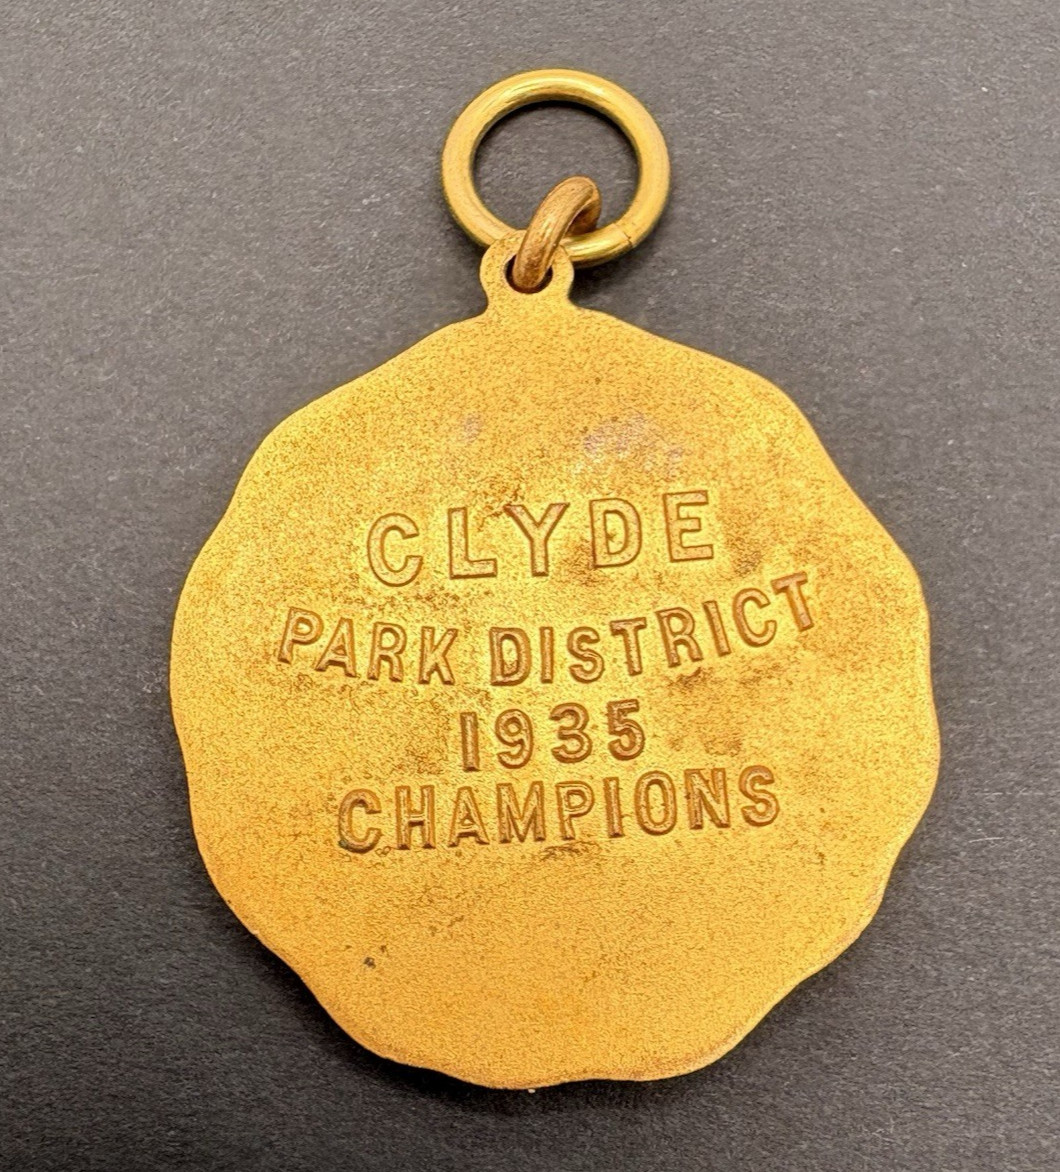 CLYDE
PARK DISTRICT
1935
CHAMPIONS